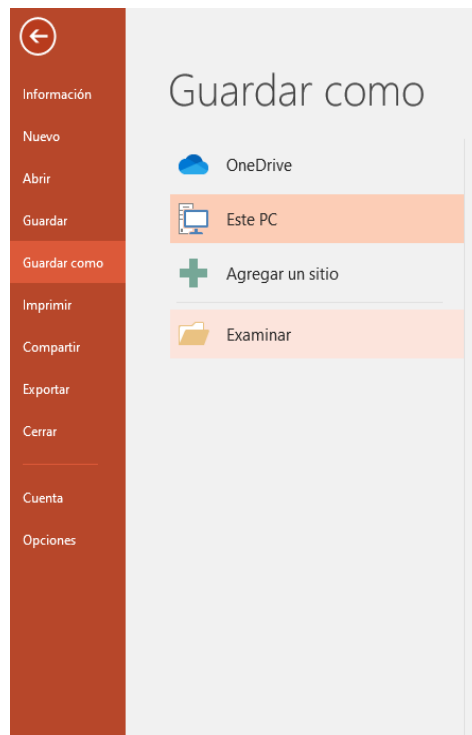 Información
Nuevo
Abrir
Guardar
Guardar como
Imprimir
Compartir
Exportar
Cerrar
Cuenta
Opciones
Guardar como
OneDrive
Este PC
Agregar un sitio
Examinar